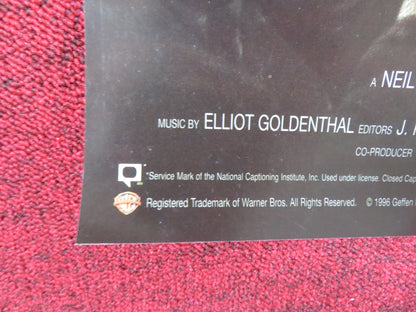 A NEIL
MUSIC BY ELLIOT GOLDENTHAL EDITORS J.
CO-PRODUCER
*Service Mark of the National Captioning Institute, Inc. Used under license. Closed Cap
Registered Trademark of Warner Bros. All Rights Reserved. © 1996 Geffen